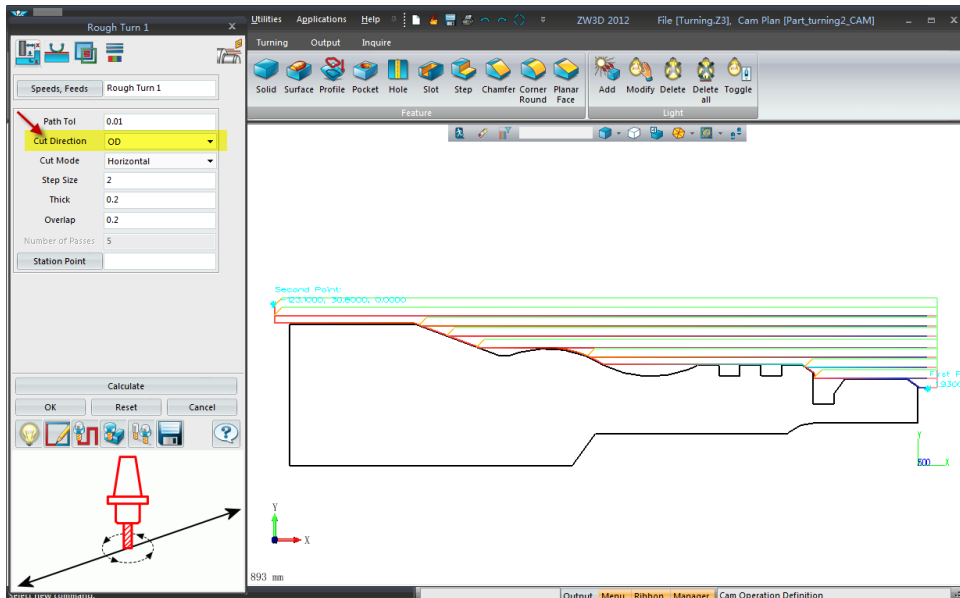 Rough Turn 1 X
Speeds, Feeds Rough Turn 1
Path Tol 0.01
Cut Direction OD
Cut Mode Horizontal
Step Size 2
Thick 0.2
Overlap 0.2
Number of Passes 5
Station Point
Calculate
OK Reset Cancel
Utilities Applications Help ZW3D 2012 File [Turning.Z3], Cam Plan [Part_turning2_CAM]
Turning Output Inquire
Solid Surface Profile Pocket Hole Slot Step Chamfer Corner Round Planar Face Add Modify Delete Delete all Toggle
Feature Light
Second Point:
First P
Y
X
Y
X
893 mm
Select new command.
Output Menu Ribbon Manager Cam Operation Definition